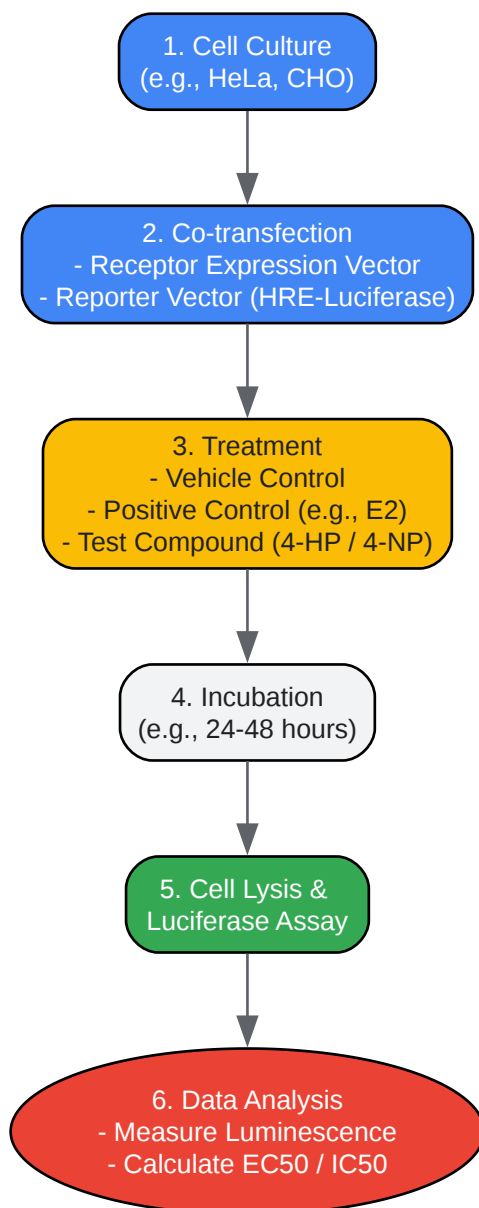 1. Cell Culture
(e.g., HeLa, CHO)
2. Co-transfection
- Receptor Expression Vector
- Reporter Vector (HRE-Luciferase)
3. Treatment
- Vehicle Control
- Positive Control (e.g., E2)
- Test Compound (4-HP / 4-NP)
4. Incubation
(e.g., 24-48 hours)
5. Cell Lysis &
Luciferase Assay
6. Data Analysis
- Measure Luminescence
- Calculate EC50 / IC50